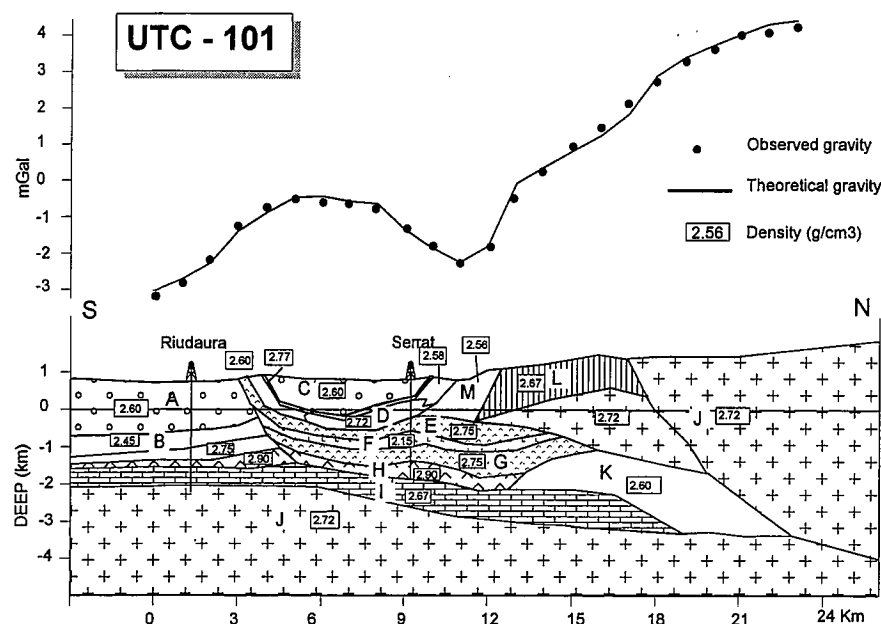 UTC - 101
4
3
2
1
0
-1
-2
-3
mGal
Observed gravity
Theoretical gravity
2.56 Density (g/cm3)
S
N
Riudaura
Serrat
2.60
2.77
2.58
2.56
1
0
-1
-2
-3
-4
DEEP (km)
A
2.60
C
2.60
M
2.67
L
D
2.72
2.72
J
2.72
2.45
B
E
2.75
F
2.15
2.75
2.90
G
2.75
H
2.90
K
2.60
I
2.67
J
2.72
0
3
6
9
12
15
18
21
24 Km